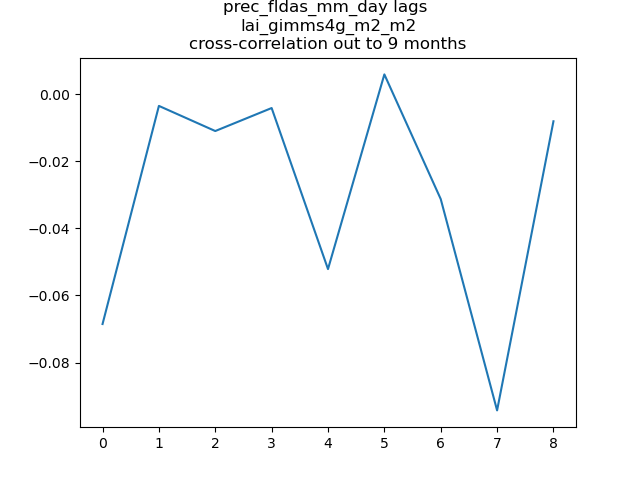 prec_fldas_mm_day lags
lai_gimms4g_m2_m2
cross-correlation out to 9 months
0.00
−0.02
−0.04
−0.06
−0.08
0 1 2 3 4 5 6 7 8